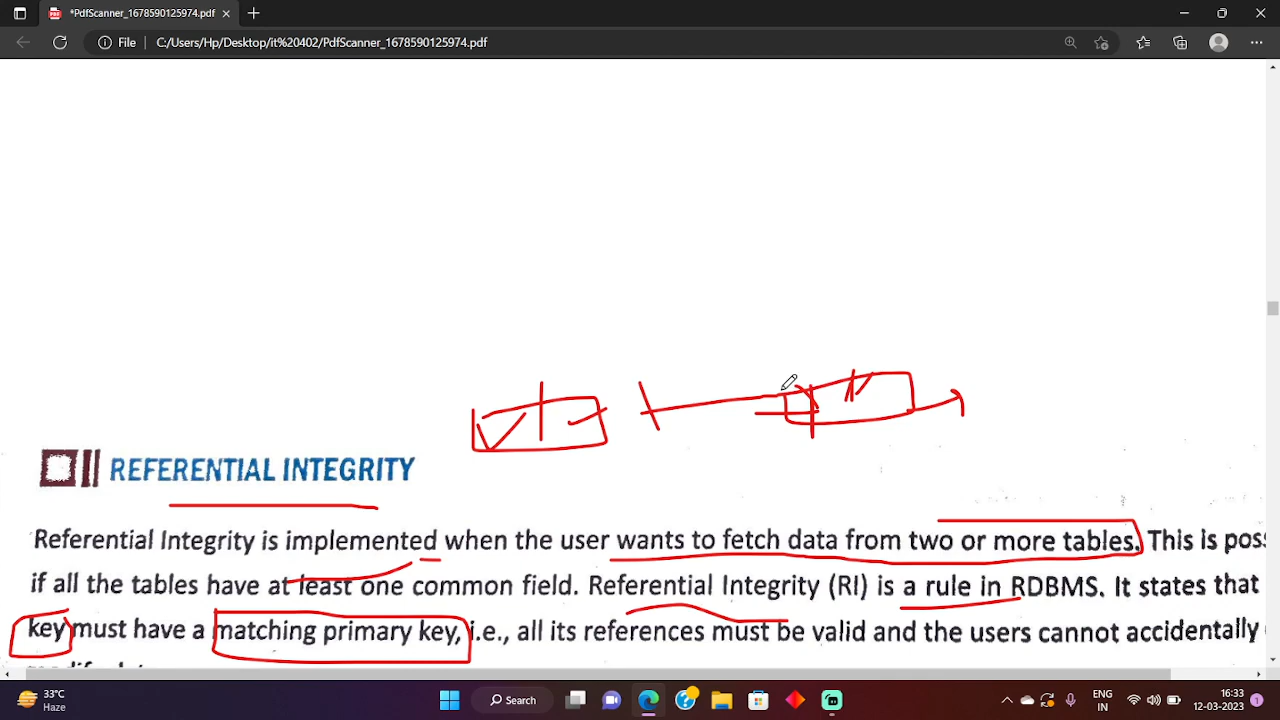 *PdfScanner_1678590125974.pdf
File C:/Users/Hp/Desktop/it%20402/PdfScanner_1678590125974.pdf
REFERENTIAL INTEGRITY
Referential Integrity is implemented when the user wants to fetch data from two or more tables. This is pos
if all the tables have at least one common field. Referential Integrity (RI) is a rule in RDBMS. It states that
key must have a matching primary key, i.e., all its references must be valid and the users cannot accidentally
33°C
Haze
Search
ENG
IN
16:33
12-03-2023
1